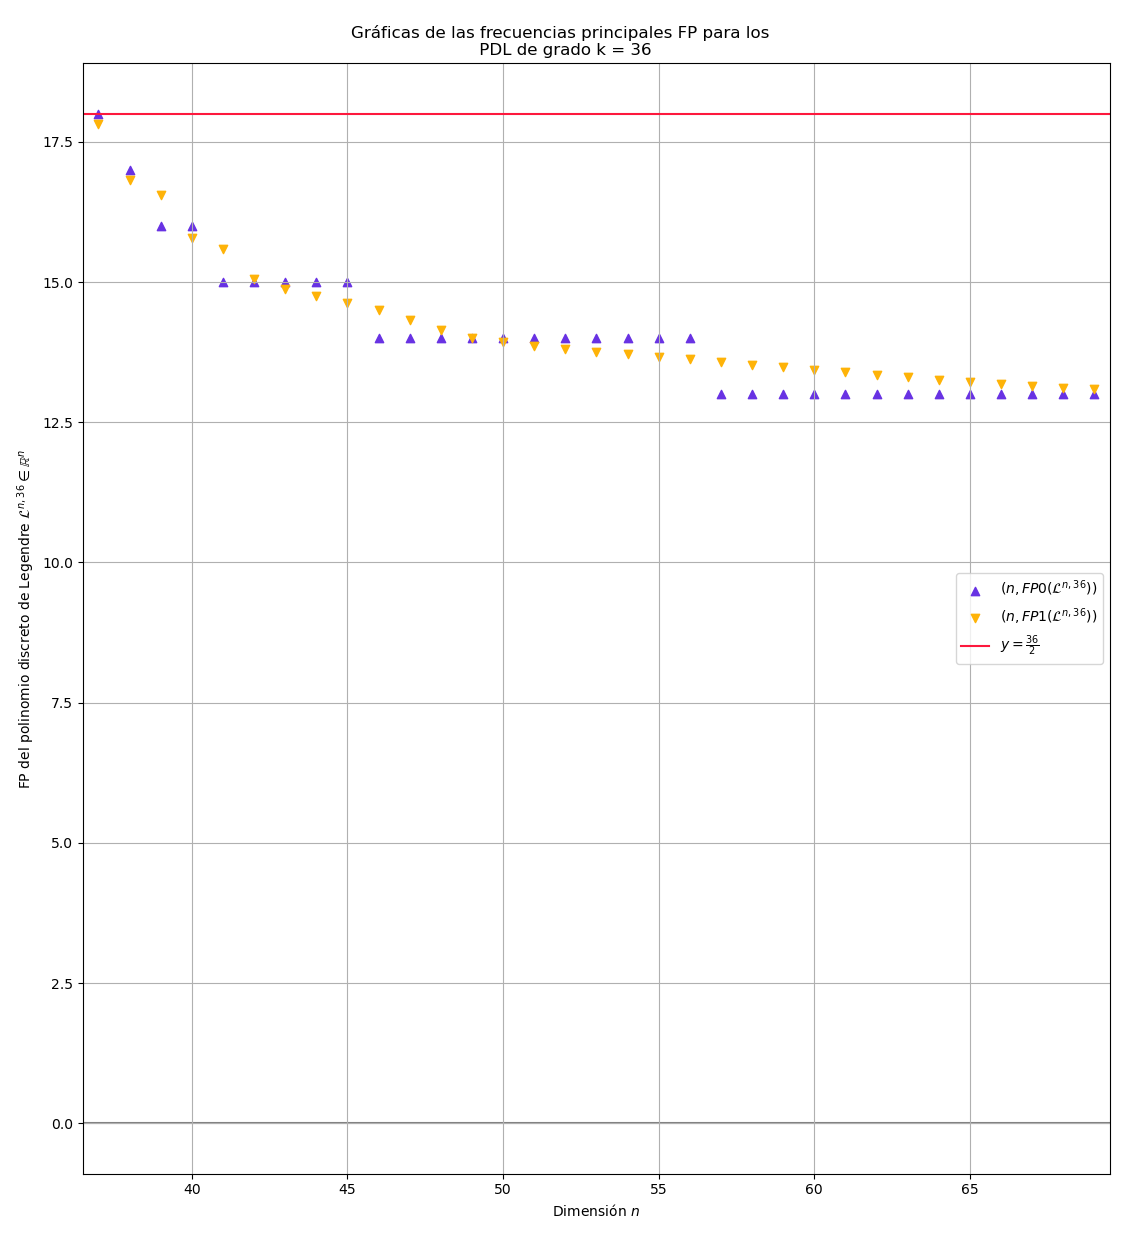 Gráficas de las frecuencias principales FP para los
PDL de grado k = 36
17.5
15.0
12.5
10.0
7.5
5.0
2.5
0.0
40
45
50
55
60
65
Dimensión n
FP del polinomio discreto de Legendre ℒ^{n,36} ∈ ℝ^n
(n, FP0(ℒ^{n,36}))
(n, FP1(ℒ^{n,36}))
y = 36/2